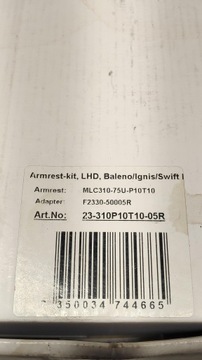 Armrest-kit, LHD, Baleno/Ignis/Swift
Armrest: MLC310-75U-P10T10
Adapter: F2330-50005R
Art.No: 23-310P10T10-05R
350034 744665